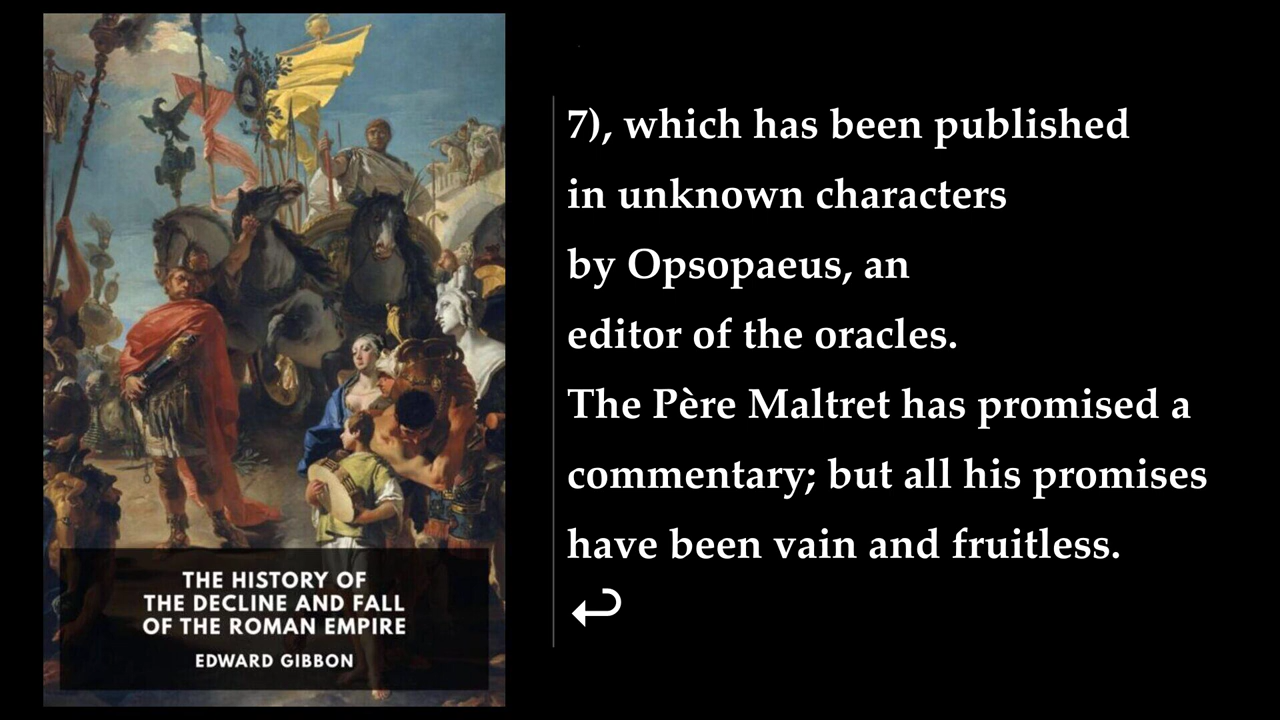 THE HISTORY OF
THE DECLINE AND FALL
OF THE ROMAN EMPIRE
EDWARD GIBBON
7), which has been published
in unknown characters
by Opsopaeus, an
editor of the oracles.
The Père Maltret has promised a
commentary; but all his promises
have been vain and fruitless.
↩